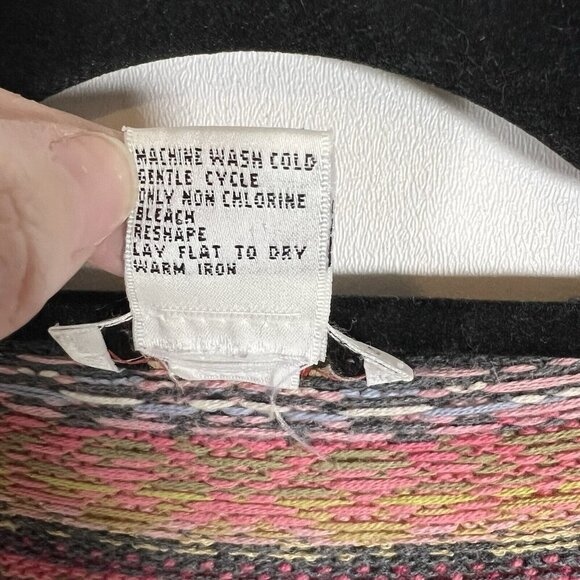 MACHINE WASH COLD
GENTLE CYCLE
ONLY NON CHLORINE
BLEACH
RESHAPE
LAY FLAT TO DRY
WARM IRON